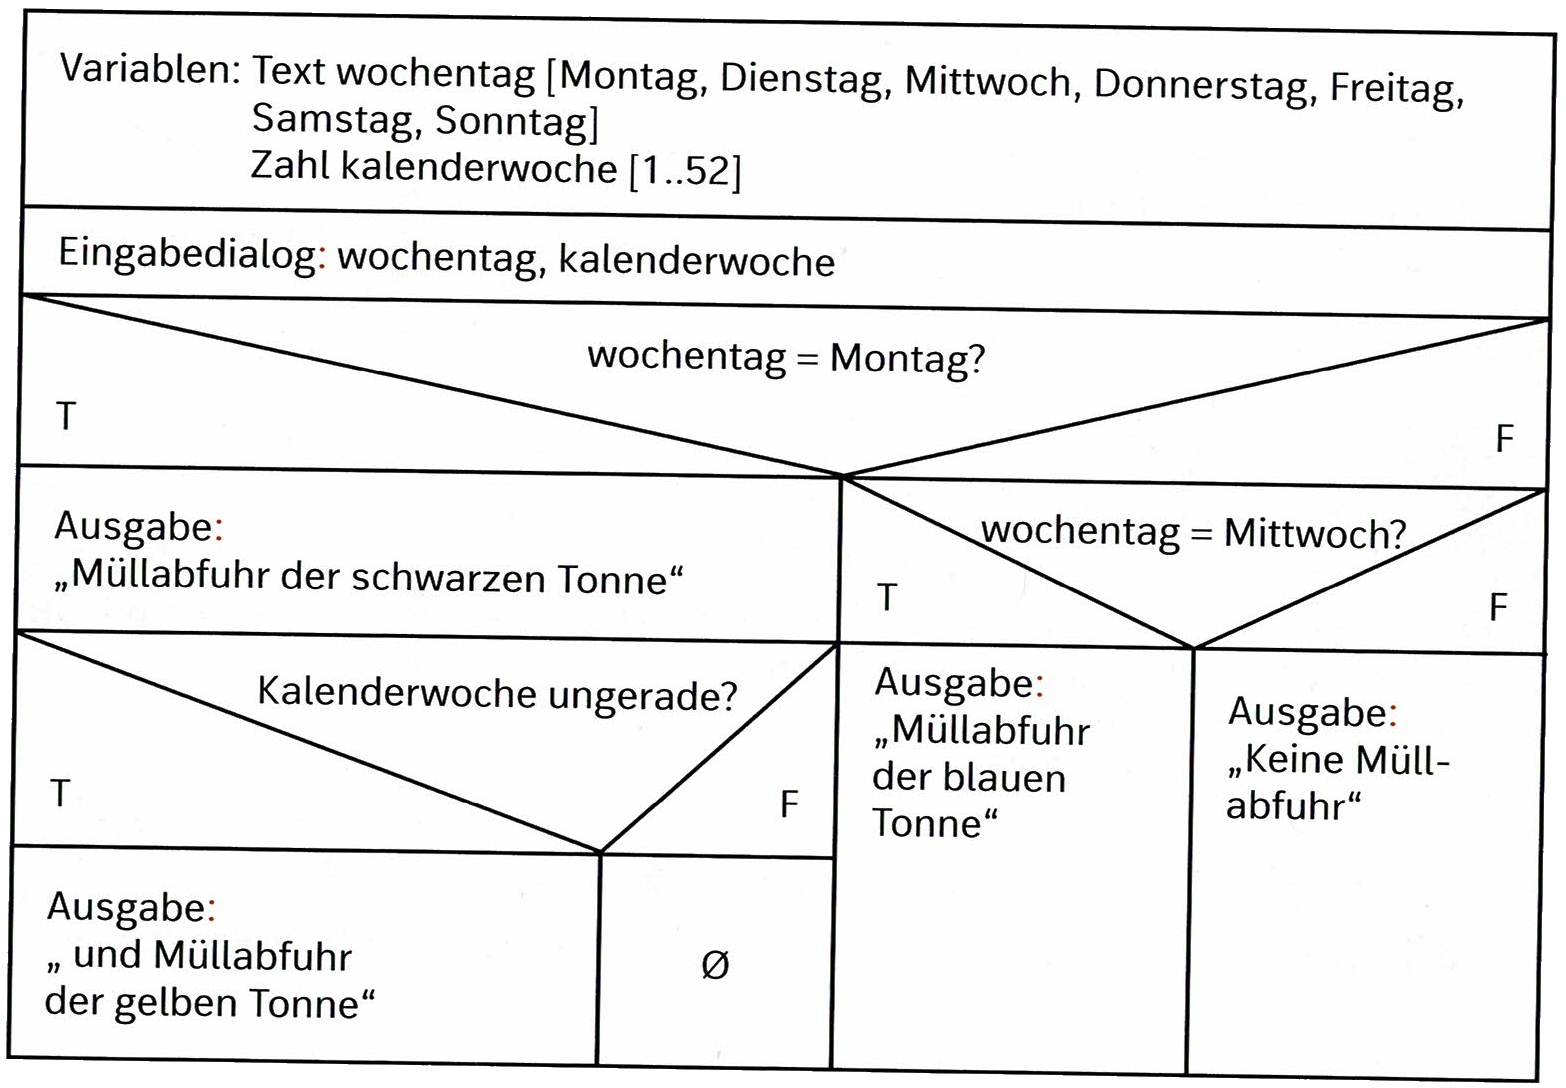 Variablen: Text wochentag [Montag, Dienstag, Mittwoch, Donnerstag, Freitag,
Samstag, Sonntag]
Zahl kalenderwoche [1..52]
Eingabedialog: wochentag, kalenderwoche
wochentag = Montag?
T
F
Ausgabe:
„Müllabfuhr der schwarzen Tonne“
wochentag = Mittwoch?
T
F
Kalenderwoche ungerade?
T
F
Ausgabe:
„Müllabfuhr
der blauen
Tonne“
Ausgabe:
„Keine Müll-
abfuhr“
Ausgabe:
„ und Müllabfuhr
der gelben Tonne“
Ø